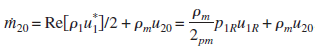 ṁ₂₀ = Re[ρ₁u₁*]/2 + ρₘu₂₀ = ρₘ/2ₚₘ p₁ᵣu₁ᵣ + ρₘu₂₀